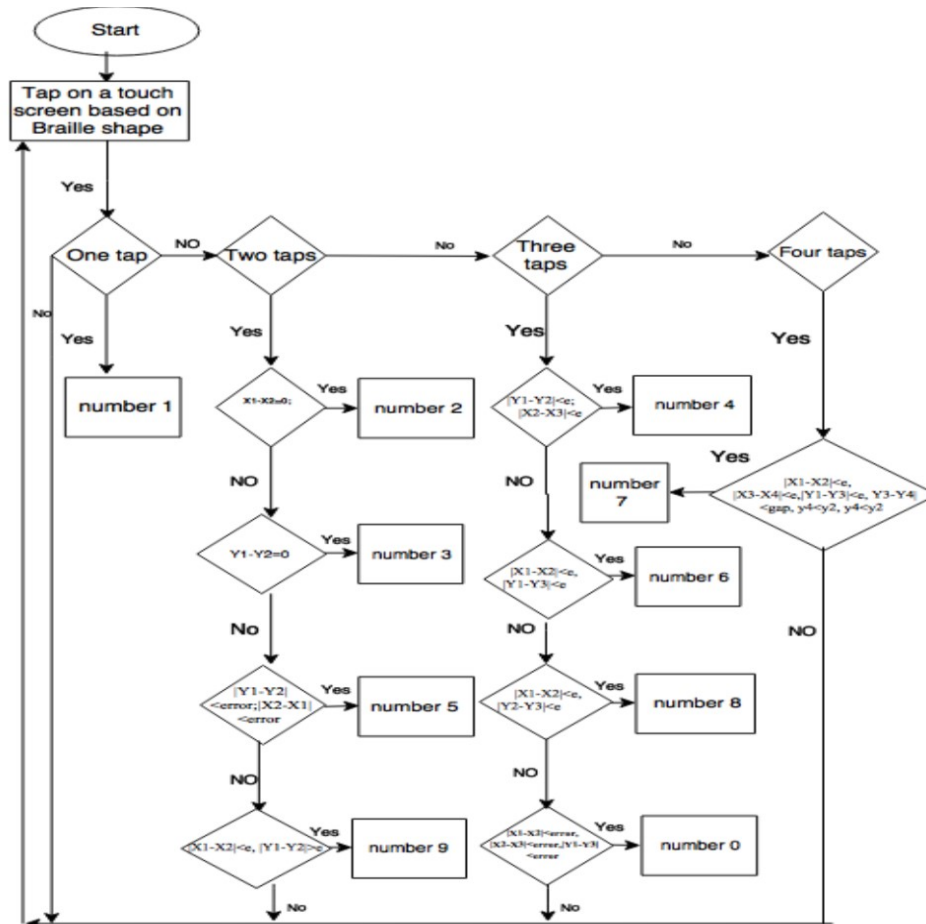 Start
Tap on a touch
screen based on
Braille shape
Yes
One tap
NO
Two taps
No
Three
taps
No
Four taps
No
Yes
Yes
Yes
Yes
number 1
X1-X2=0;
Yes
number 2
|Y1-Y2|<e;
|X2-X3|<e
Yes
number 4
NO
NO
Yes
number
7
|X1-X2|<e,
|X3-X4|<e,|Y1-Y3|<e, Y3-Y4|
<gap, y4<y2, y4<y2
Y1-Y2=0
Yes
number 3
|X1-X2|<e,
|Y1-Y3|<e
Yes
number 6
No
NO
NO
|Y1-Y2|
<error;|X2-X1|
<error
Yes
number 5
|X1-X2|<e,
|Y2-Y3|<e
Yes
number 8
NO
NO
|X1-X2|<e, |Y1-Y2|>e
Yes
number 9
<error,
|X2-X3|<error,|Y1-Y3|
<error
Yes
number 0
No
No